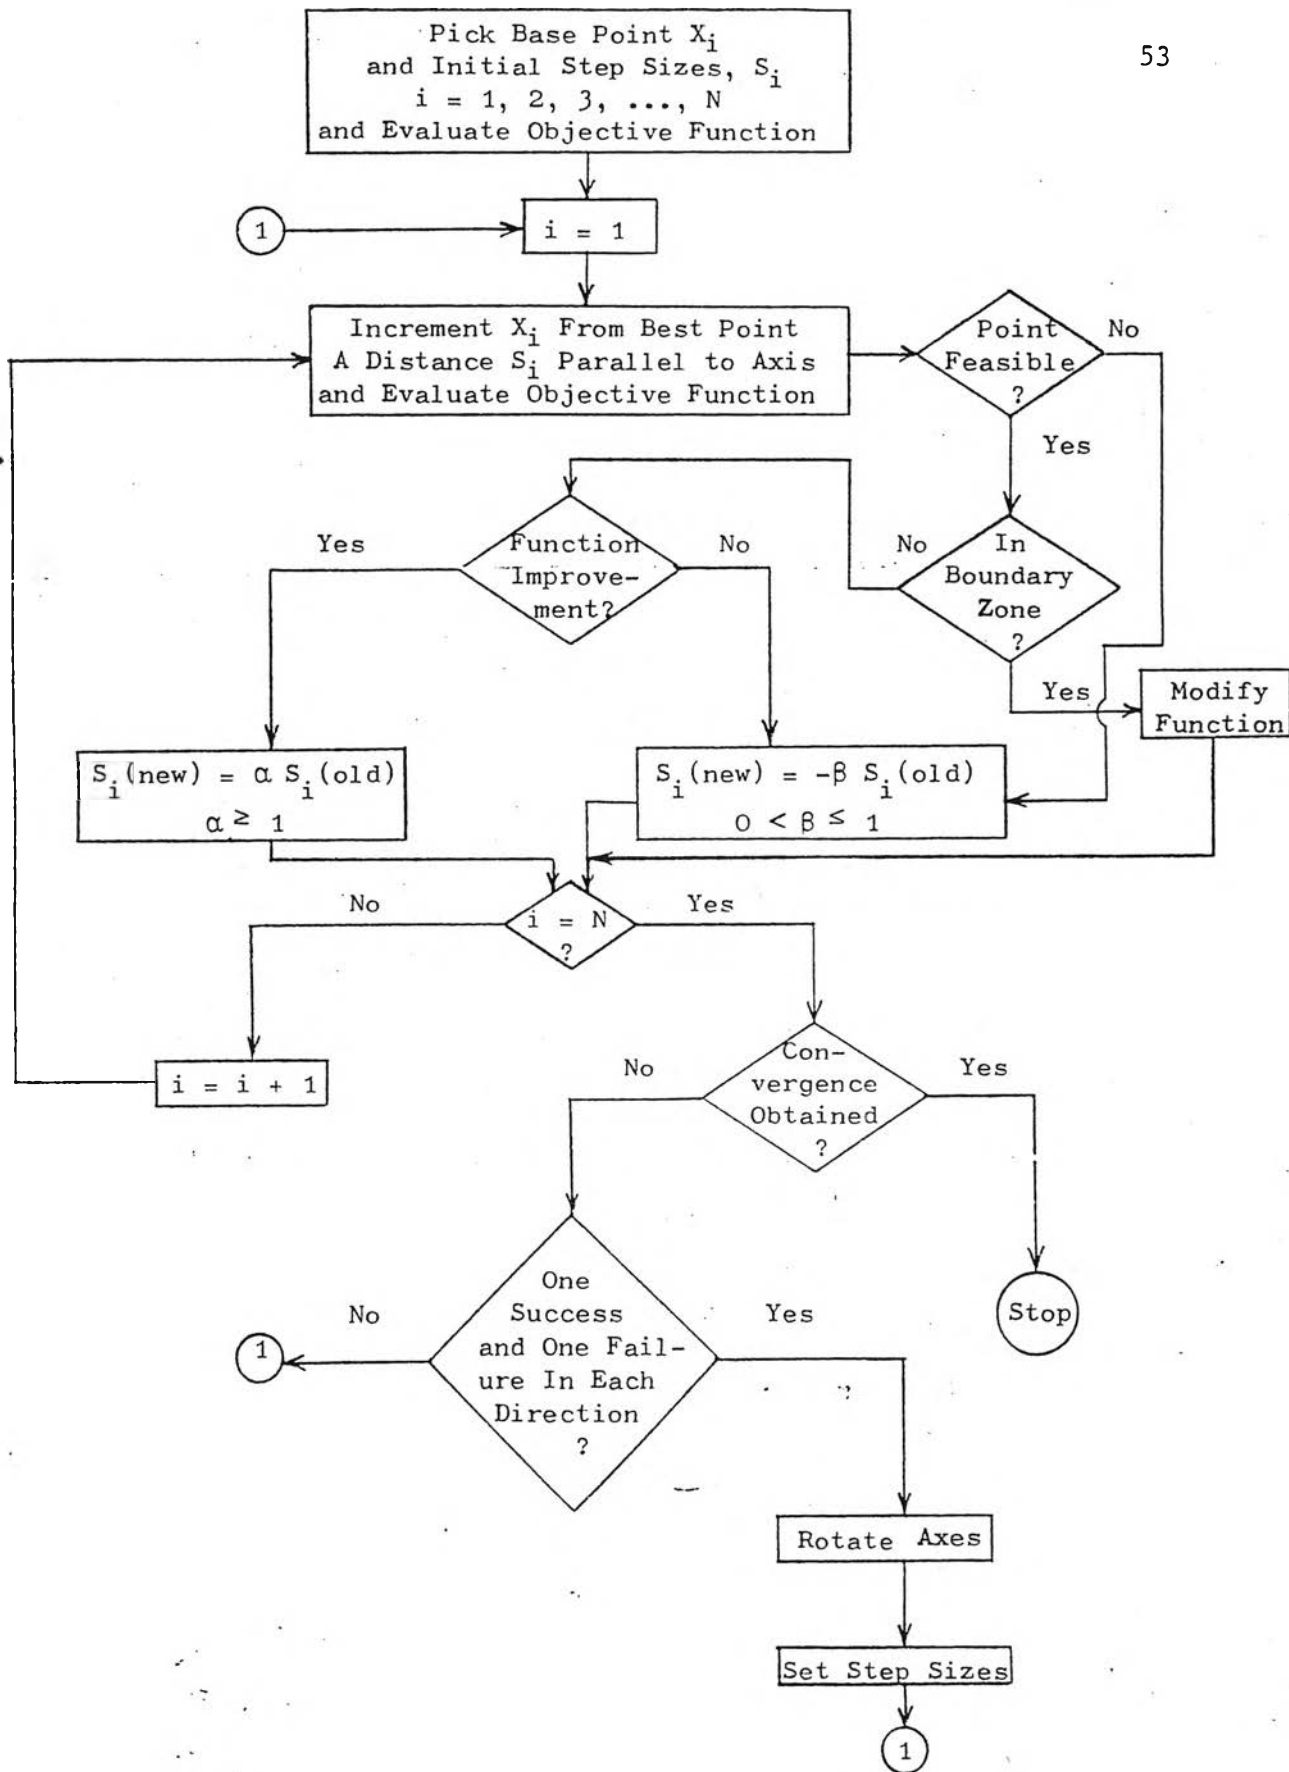 53
Pick Base Point Xi
and Initial Step Sizes, Si
i = 1, 2, 3, ..., N
and Evaluate Objective Function
1
i = 1
Increment Xi From Best Point
A Distance Si Parallel to Axis
and Evaluate Objective Function
Point
Feasible
?
No
Yes
In
Boundary
Zone
?
No
Yes
Modify
Function
Function
Improve-
ment?
Yes
No
Si(new) = α Si(old)
α ≥ 1
Si(new) = -β Si(old)
0 < β ≤ 1
i = N
?
No
Yes
i = i + 1
Con-
vergence
Obtained
?
No
Yes
Stop
One
Success
and One Fail-
ure In Each
Direction
?
No
Yes
1
Rotate Axes
Set Step Sizes
1